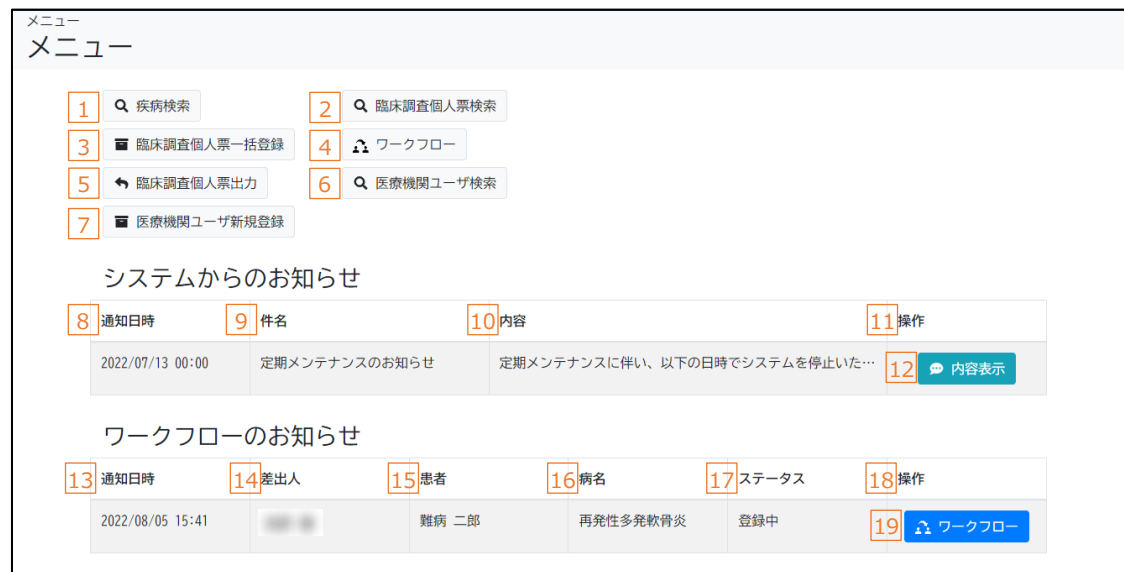 メニュー
メニュー
1 疾病検索 2 臨床調査個人票検索
3 臨床調査個人票一括登録 4 ワークフロー
5 臨床調査個人票出力 6 医療機関ユーザ検索
7 医療機関ユーザ新規登録
システムからのお知らせ
8 通知日時 9 件名 10 内容 11 操作
2022/07/13 00:00 定期メンテナンスのお知らせ 定期メンテナンスに伴い、以下の日時でシステムを停止いた… 12 内容表示
ワークフローのお知らせ
13 通知日時 14 差出人 15 患者 16 病名 17 ステータス 18 操作
2022/08/05 15:41 難病 二郎 再発性多発軟骨炎 登録中 19 ワークフロー